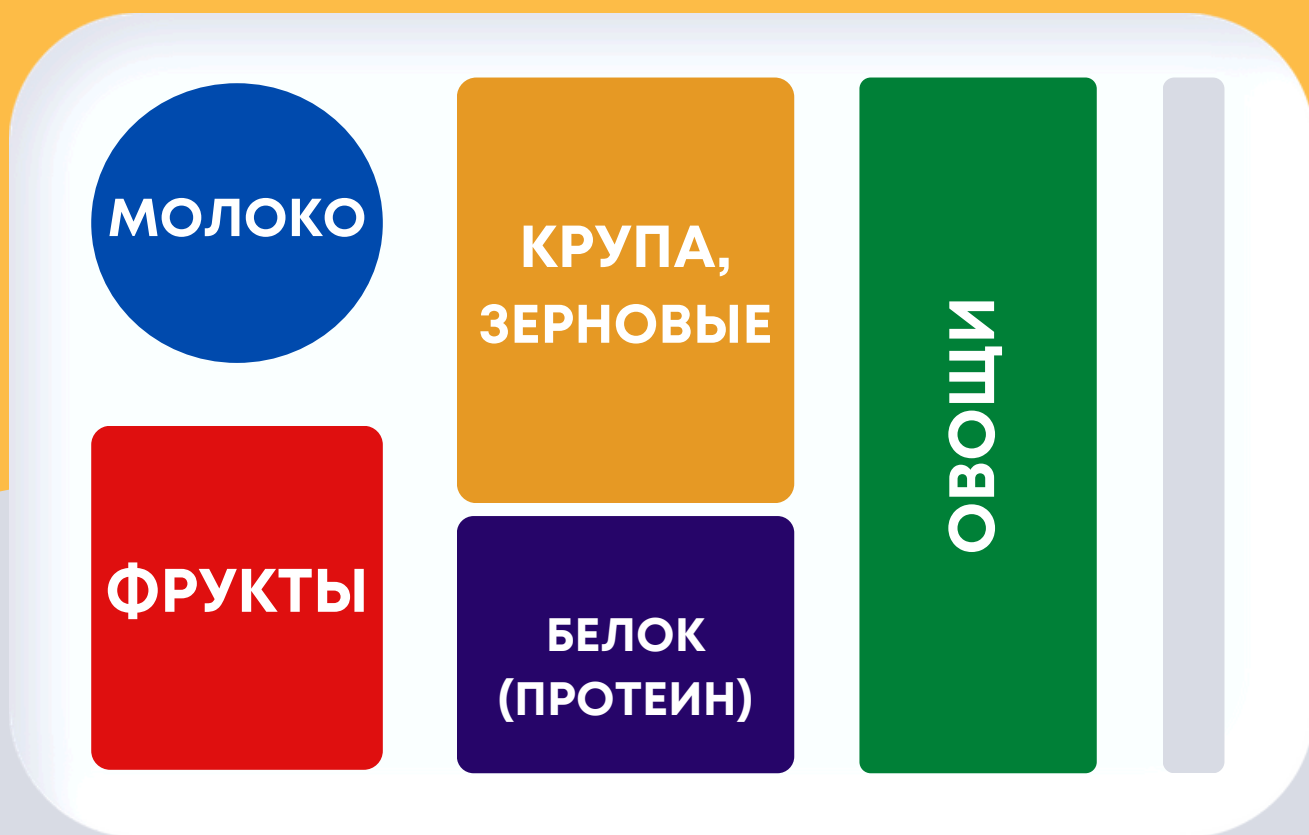 МОЛОКО
ФРУКТЫ
КРУПА,
ЗЕРНОВЫЕ
БЕЛОК
(ПРОТЕИН)
ОВОЩИ